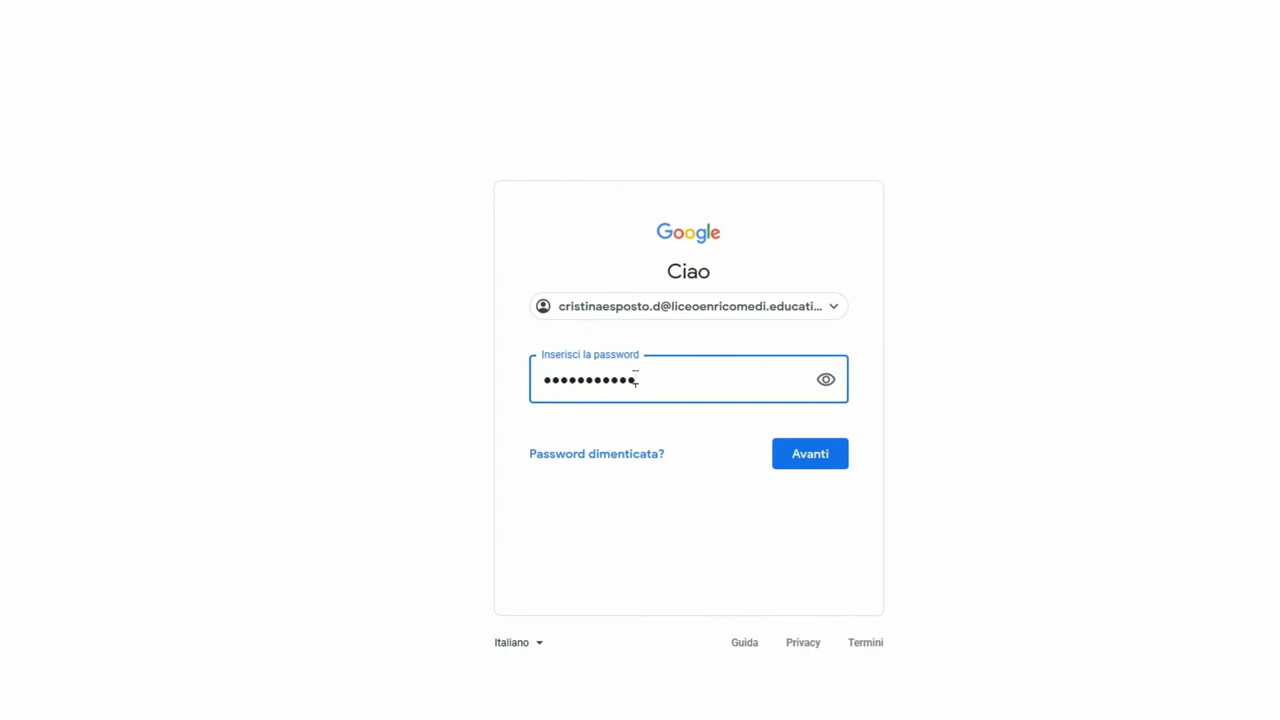 Google
Ciao
cristinaesposto.d@liceoenricomedi.educati...
Inserisci la password
•••••••••••
Password dimenticata?
Avanti
Italiano
Guida Privacy Termini